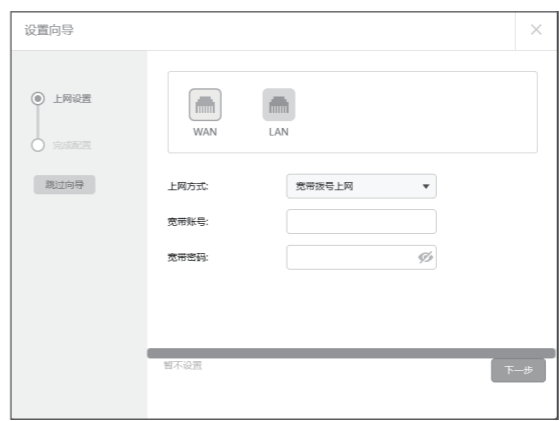 设置向导
上网设置
完成配置
跳过向导
WAN LAN
上网方式: 宽带拨号上网
宽带账号:
宽带密码:
暂不设置
下一步